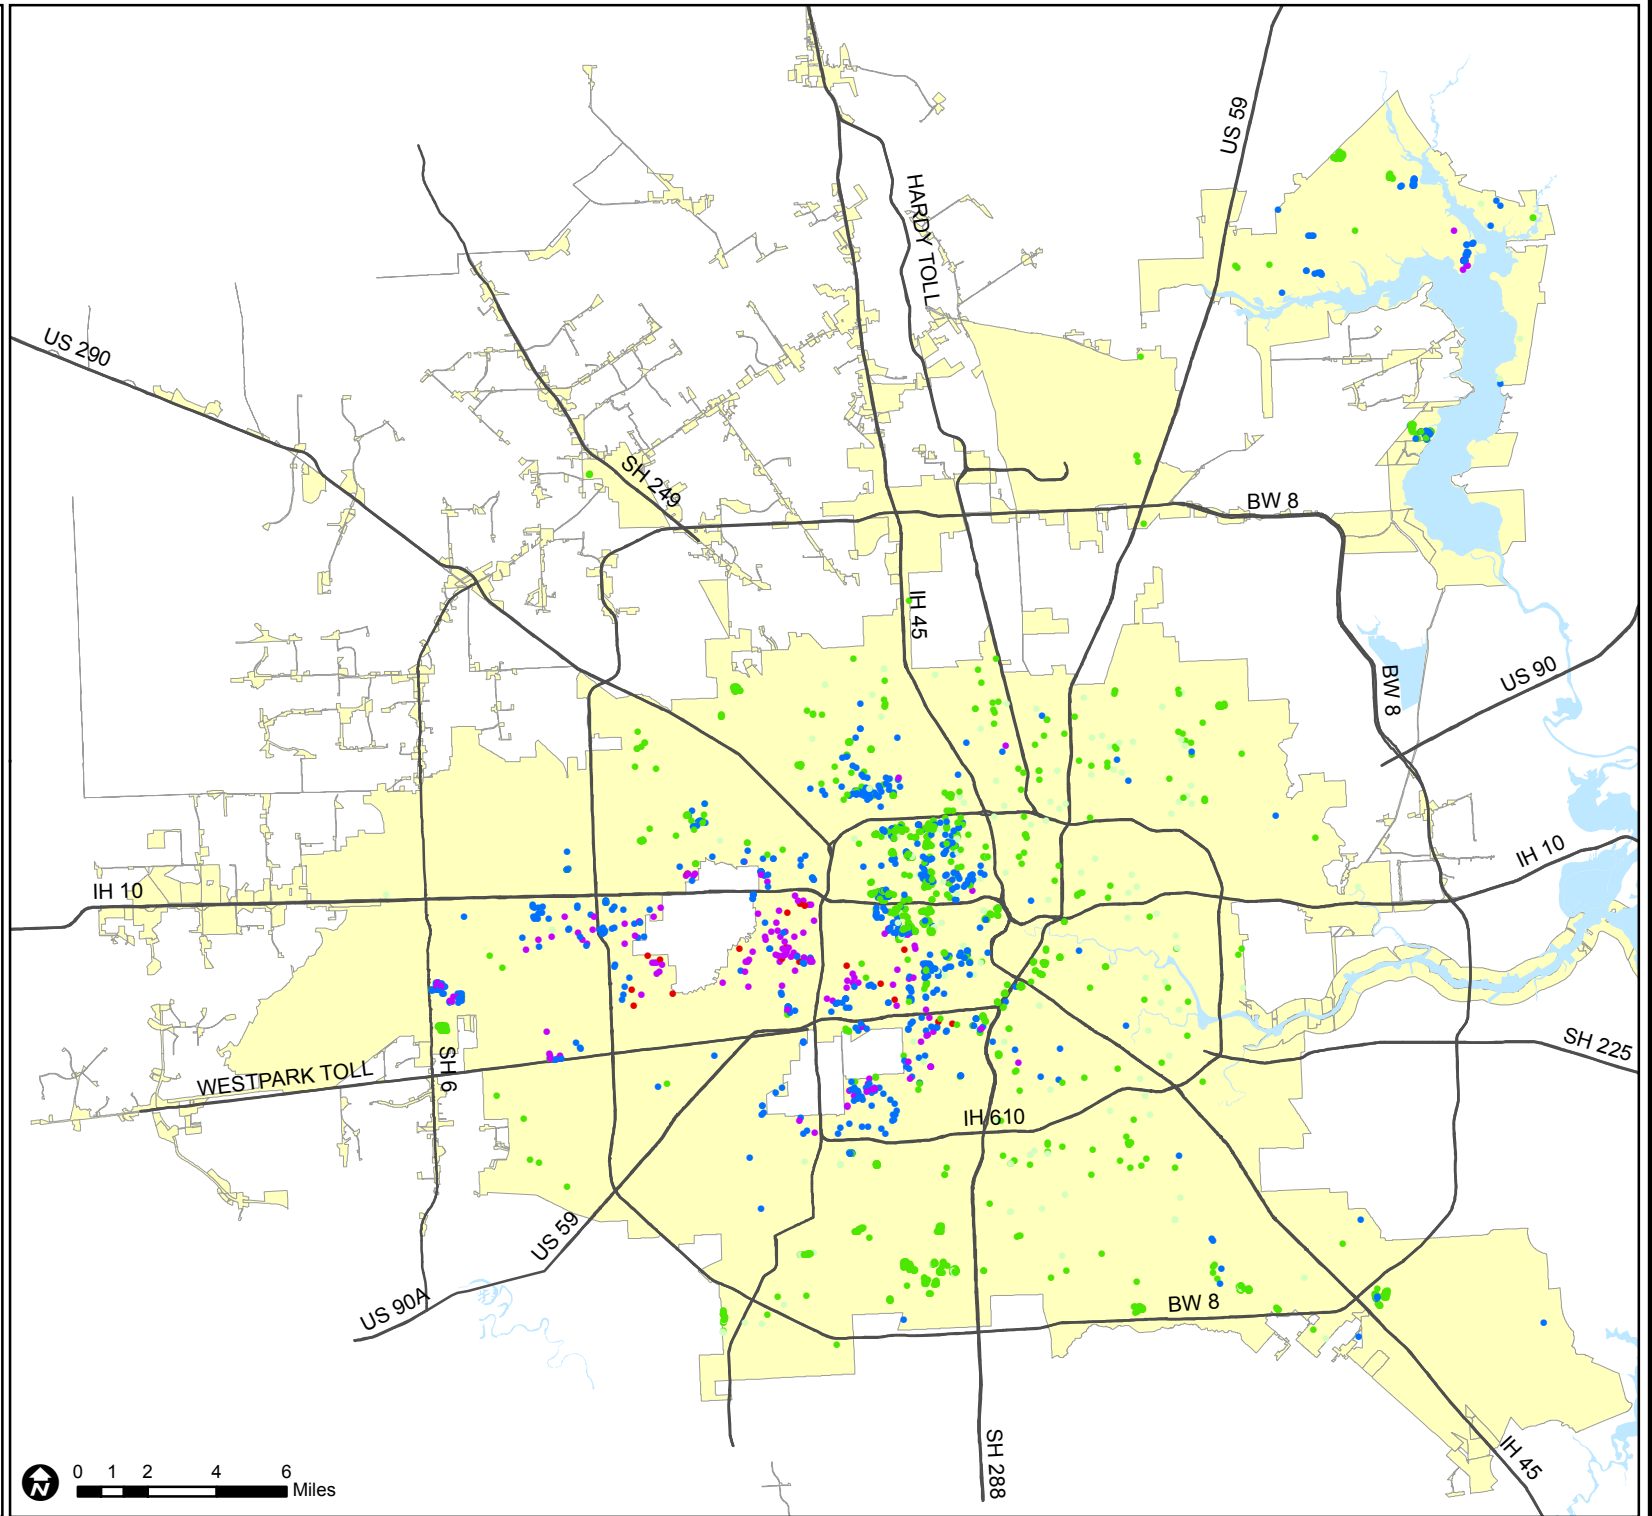 US 59
HARDY TOLL
US 290
SH 249
BW 8
IH 45
US 90
BW 8
IH 10
IH 10
SH 225
SH 6
WESTPARK TOLL
IH 610
US 59
US 90A
BW 8
SH 288
IH 45
N
0 1 2 4 6
Miles